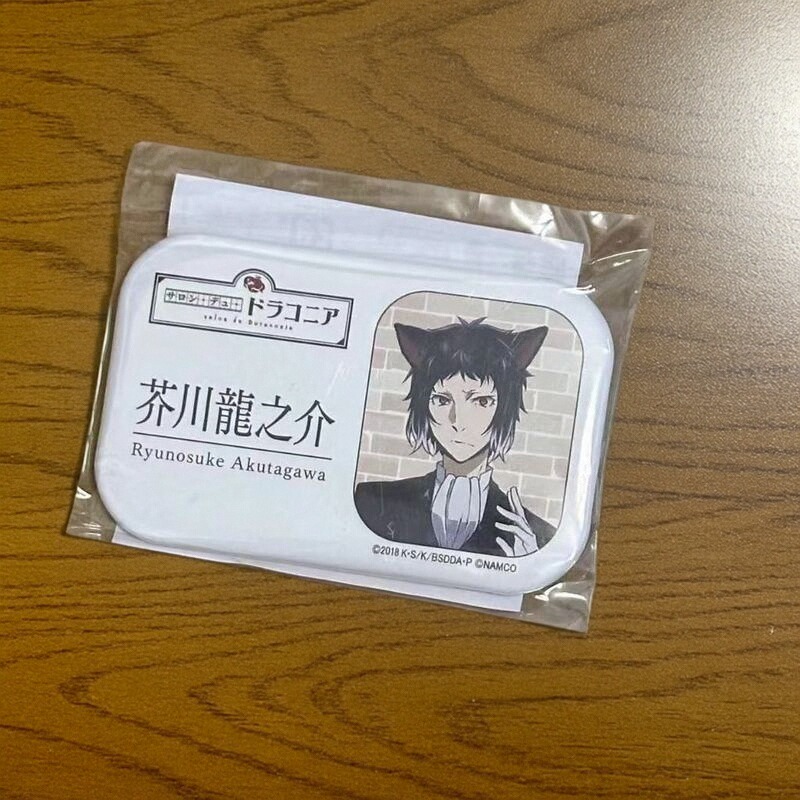 サロン・デュ・ドラコニア
salon de Duraconia
芥川龍之介
Ryunosuke Akutagawa
©2018 K・S/K/BSDDA・P ©NAMCO